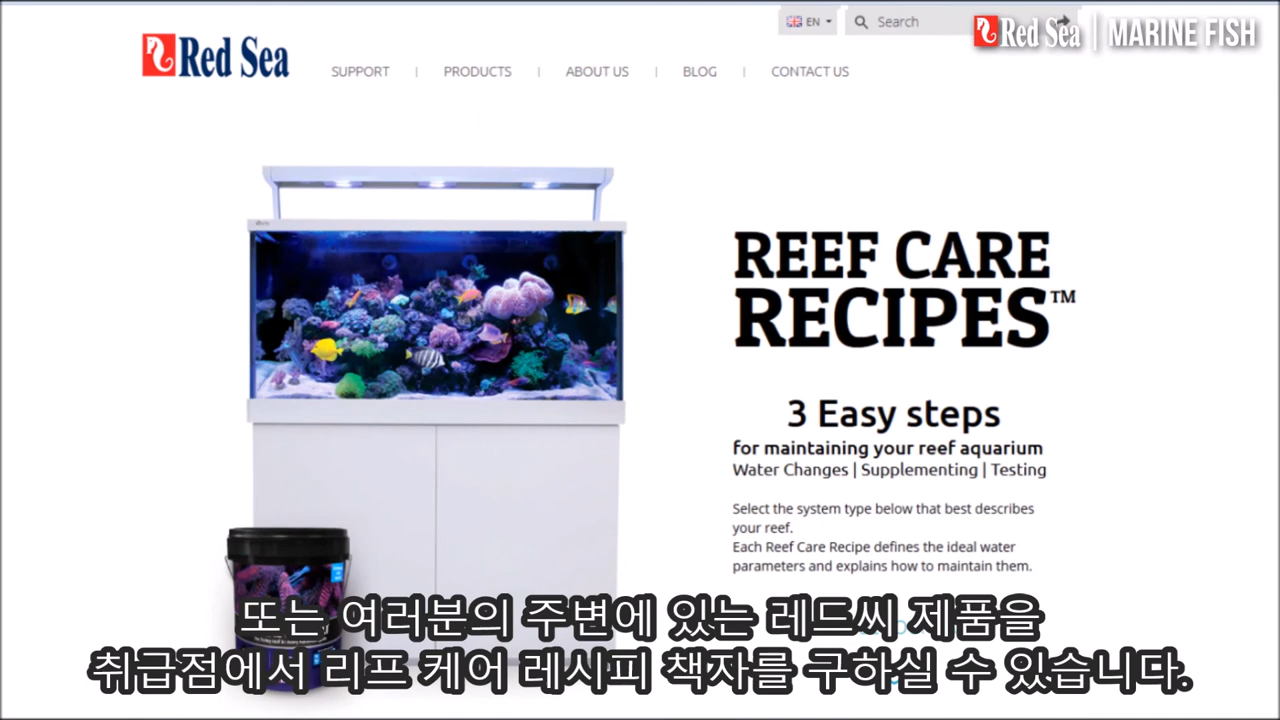 EN
Search
Red Sea | MARINE FISH
Red Sea
SUPPORT | PRODUCTS | ABOUT US | BLOG | CONTACT US
REEF CARE
RECIPES™
3 Easy steps
for maintaining your reef aquarium
Water Changes | Supplementing | Testing
Select the system type below that best describes
your reef.
Each Reef Care Recipe defines the ideal water
parameters and explains how to maintain them.
또는 여러분의 주변에 있는 레드씨 제품을
취급점에서 리프 케어 레시피 책자를 구하실 수 있습니다.